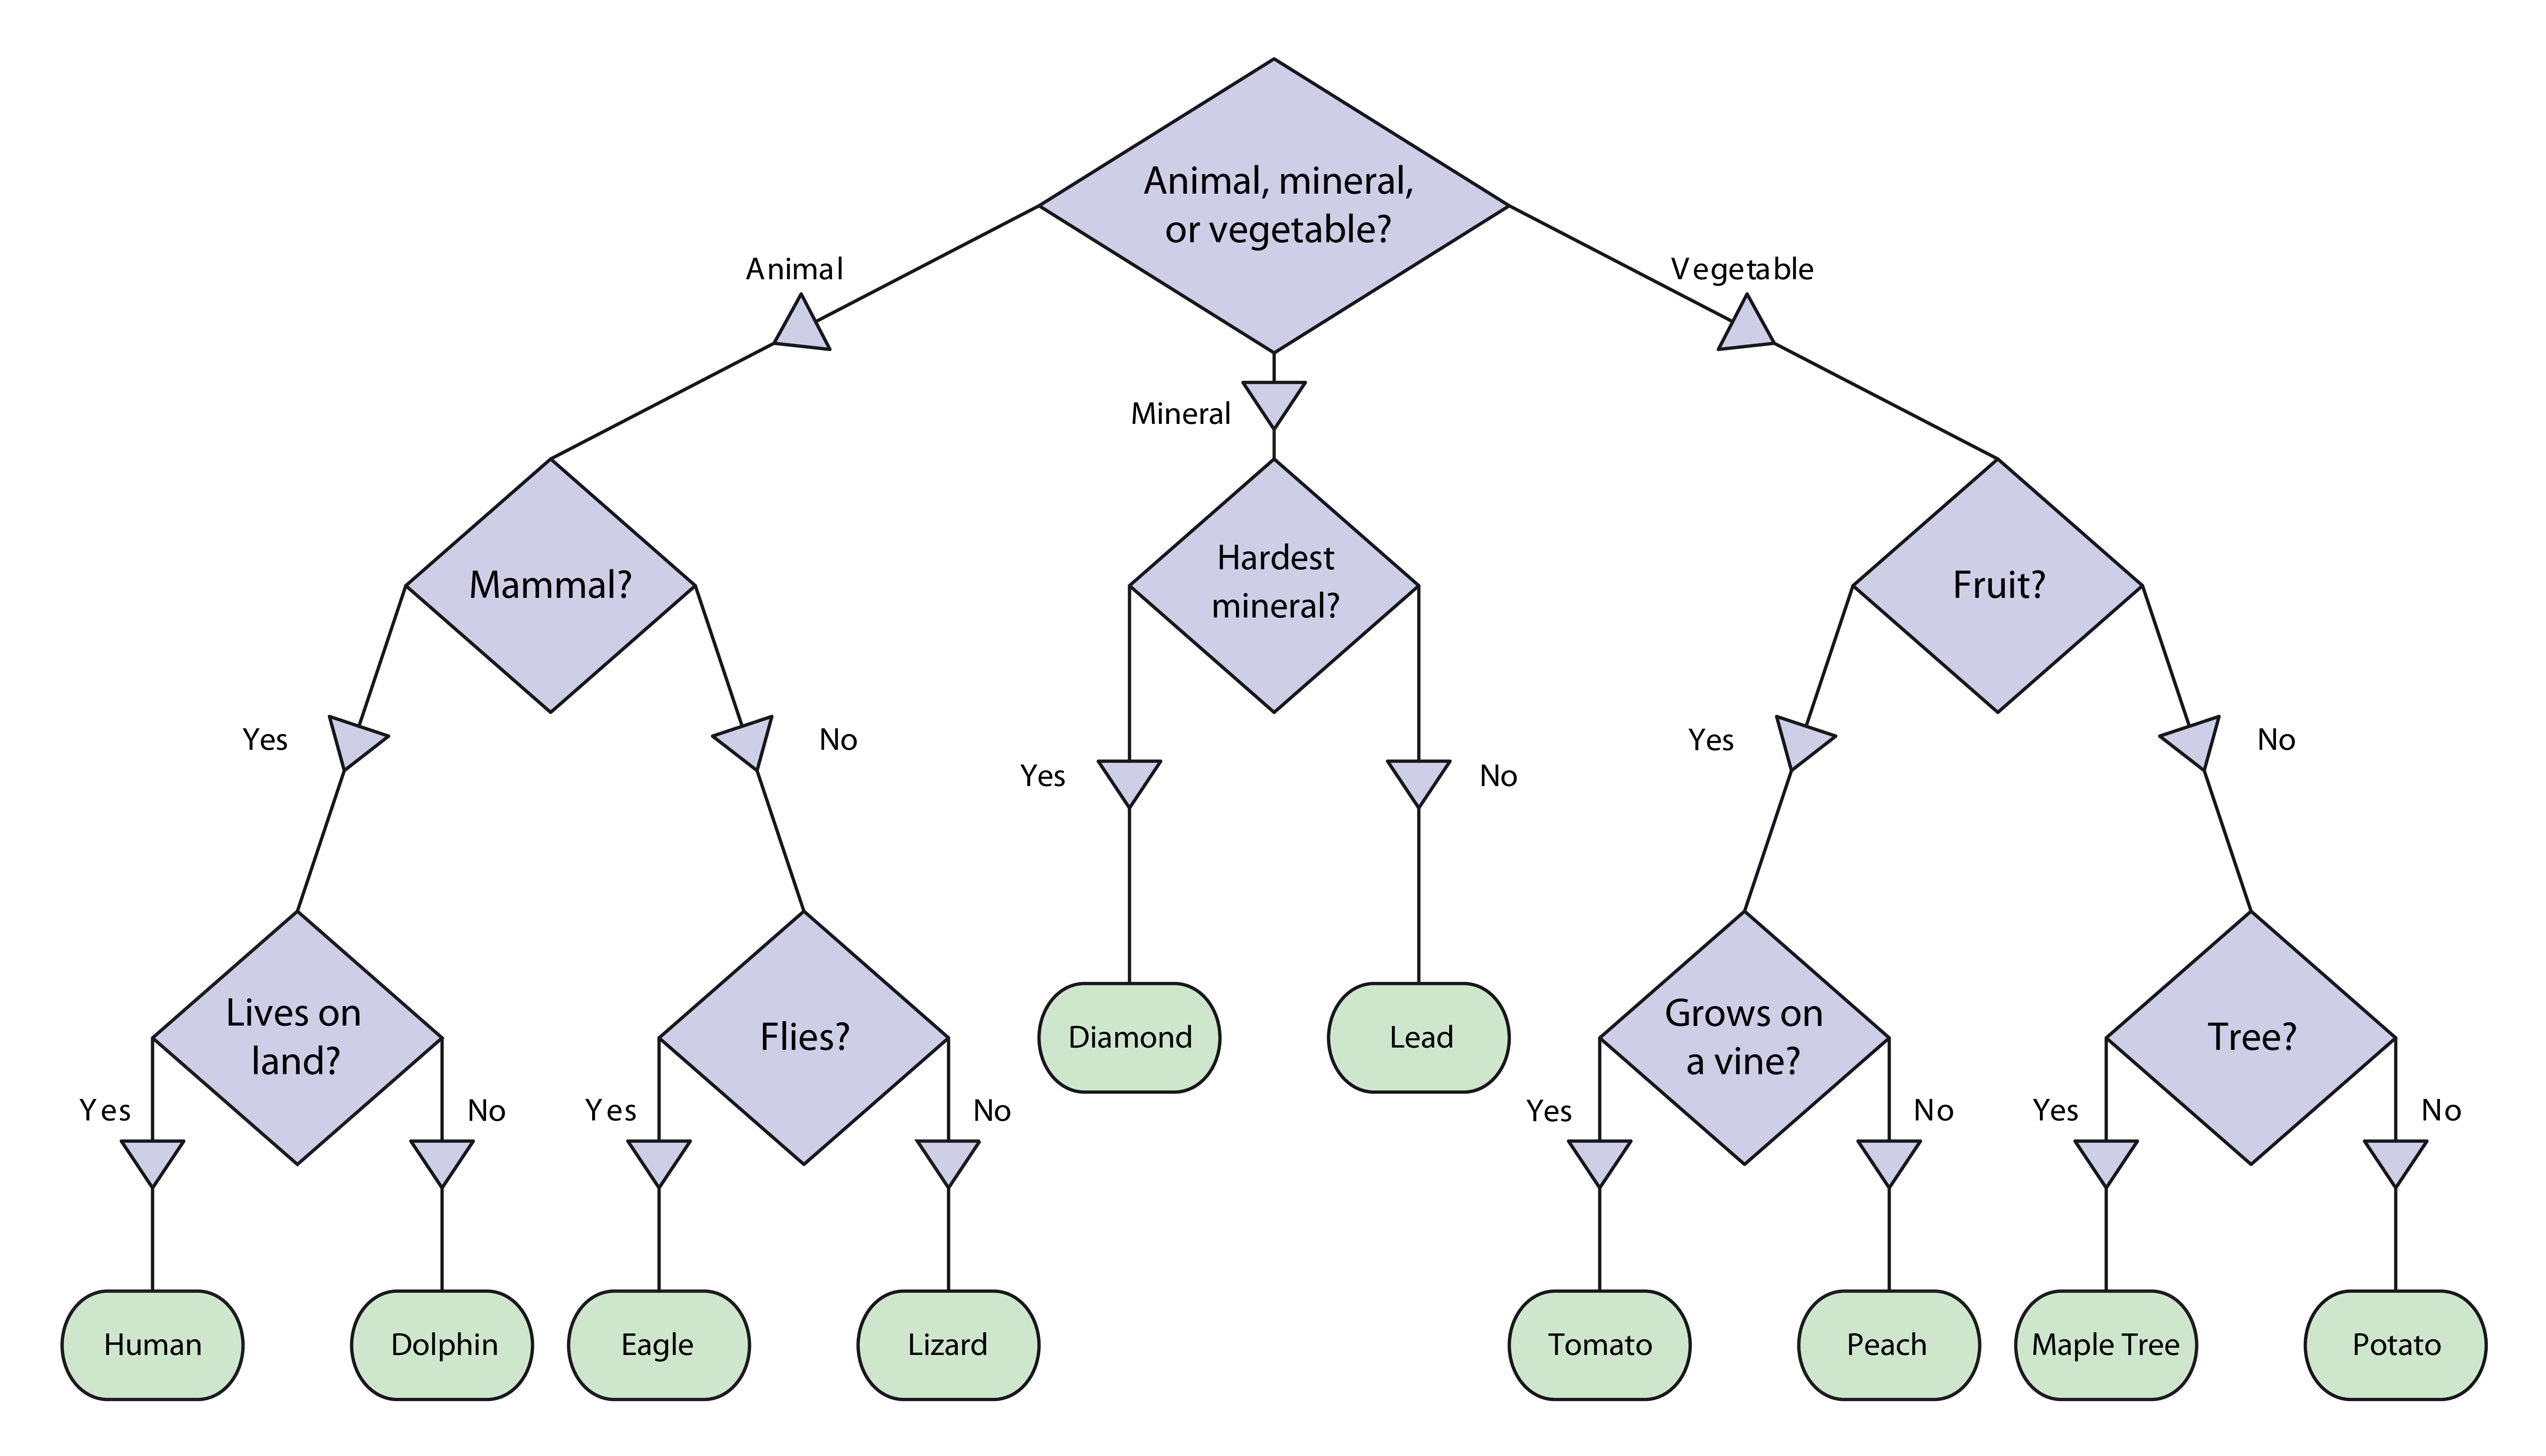 Animal, mineral,
or vegetable?
Animal
Vegetable
Mineral
Mammal?
Hardest
mineral?
Fruit?
Yes
No
Yes
No
Yes
No
Lives on
land?
Flies?
Diamond
Lead
Grows on
a vine?
Tree?
Yes
No
Yes
No
Yes
No
Yes
No
Human
Dolphin
Eagle
Lizard
Tomato
Peach
Maple Tree
Potato